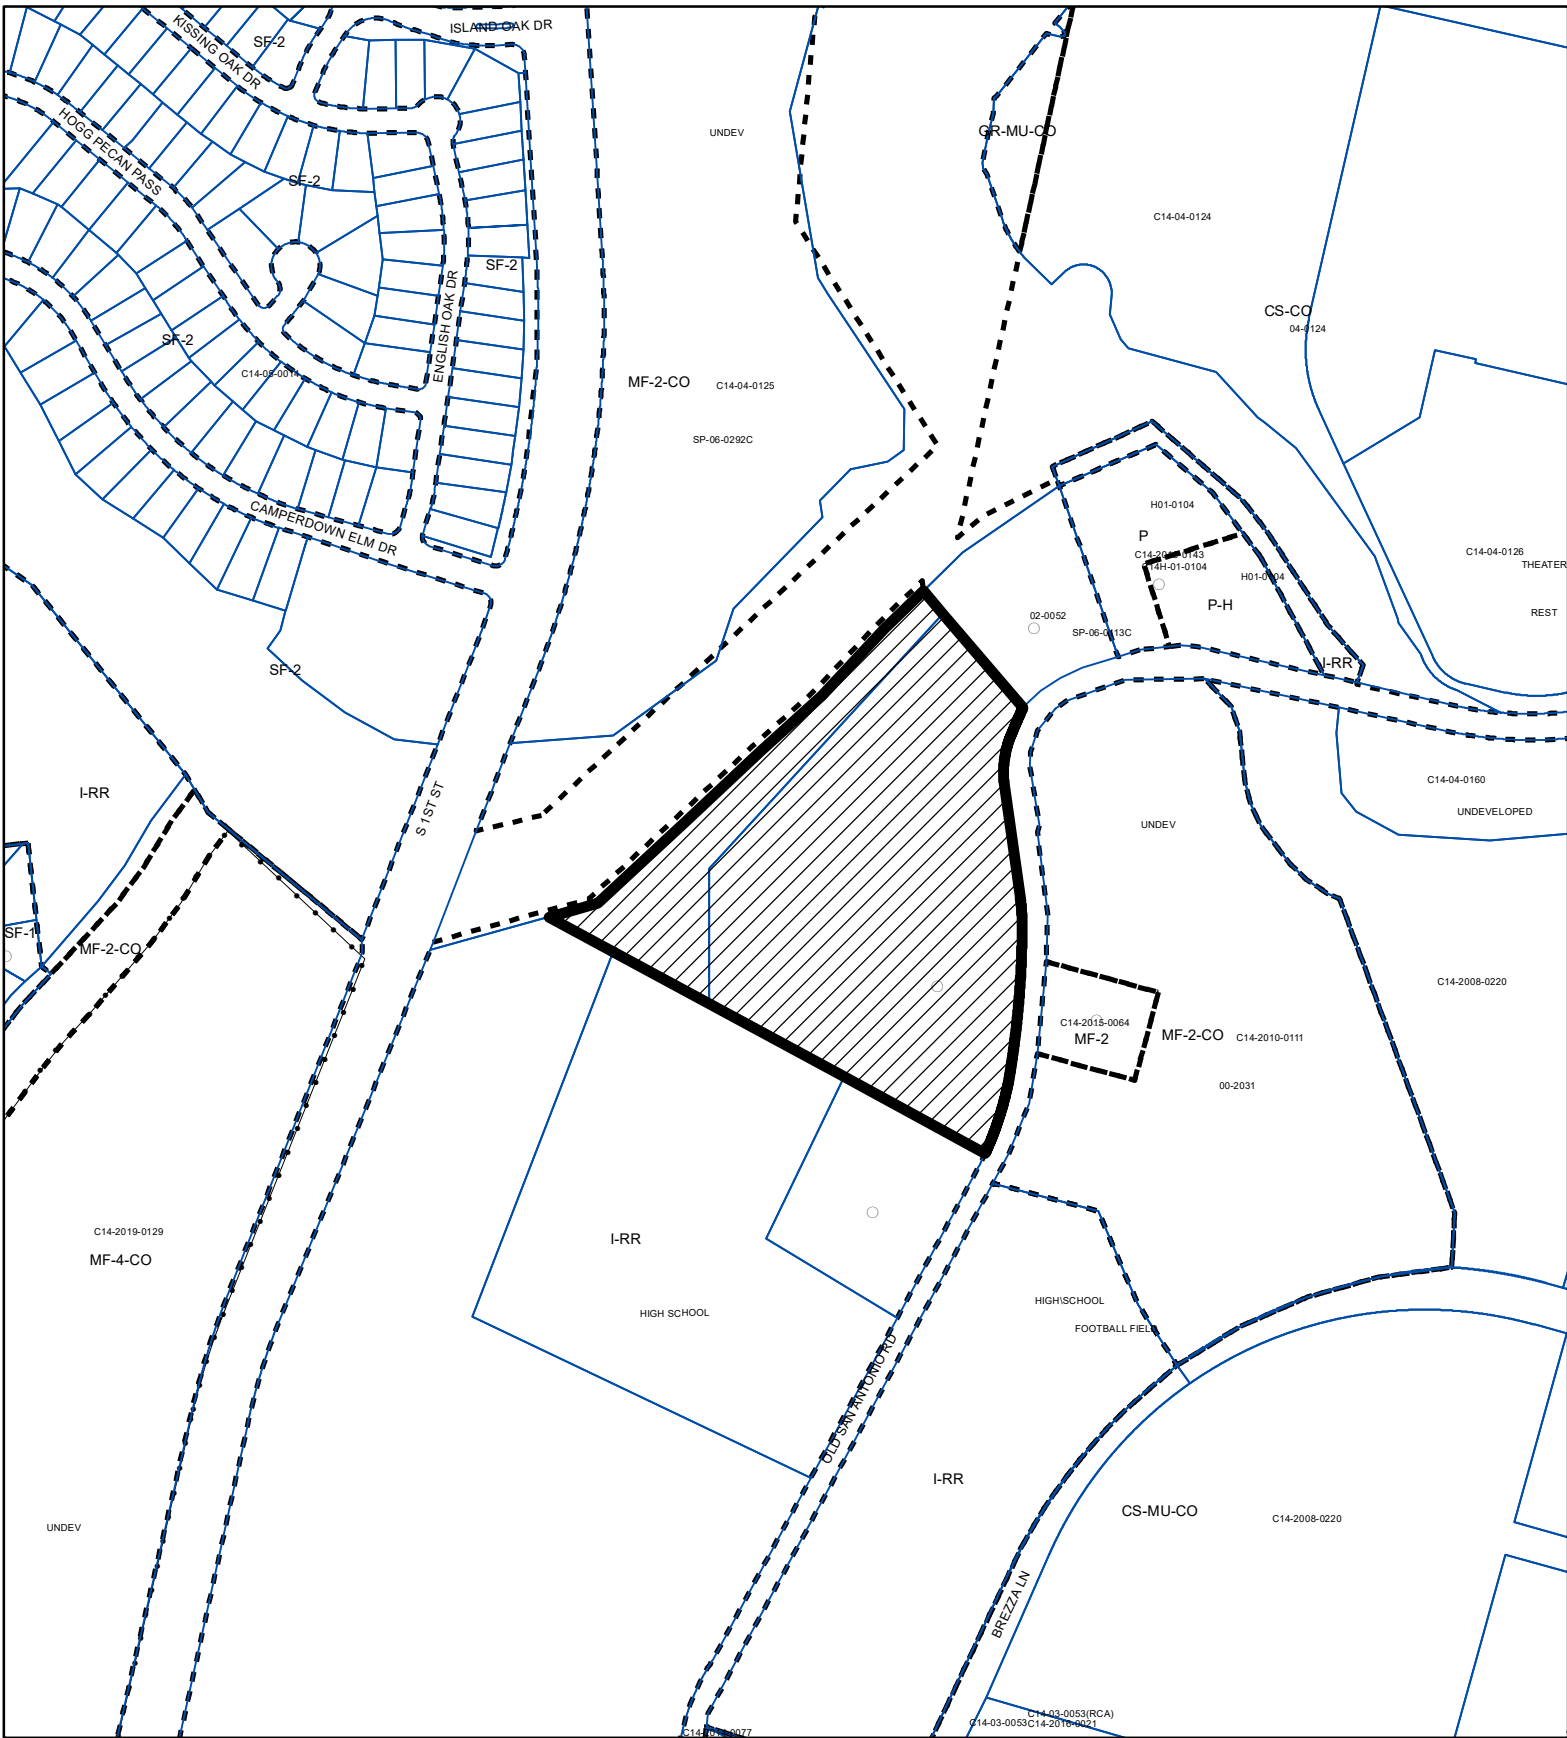 ISLAND OAK DR
KISSING OAK DR
SF-2
HOGG PECAN PASS
UNDEV
GR-MU-CO
SF-2
C14-04-0124
SF-2
ENGLISH OAK DR
CS-CO
04-0124
SF-2
C14-05-0014
MF-2-CO
C14-04-0125
SP-06-0292C
CAMPERDOWN ELM DR
H01-0104
P
C14-04-0126
THEATER
C14H-01-0104
H01-0104
P-H
REST
02-0052
SP-06-0113C
I-RR
SF-2
I-RR
S 1ST ST
C14-04-0160
UNDEVELOPED
UNDEV
SF-1
MF-2-CO
C14-2008-0220
C14-2015-0064
MF-2
MF-2-CO
C14-2010-0111
00-2031
C14-2019-0129
MF-4-CO
I-RR
HIGH SCHOOL
HIGH\SCHOOL
FOOTBALL FIELD
OLD SAN ANTONIO RD
I-RR
CS-MU-CO
C14-2008-0220
UNDEV
BREZZA LN
C14-03-0053(RCA)
C14-03-0053
C14-2016-0021